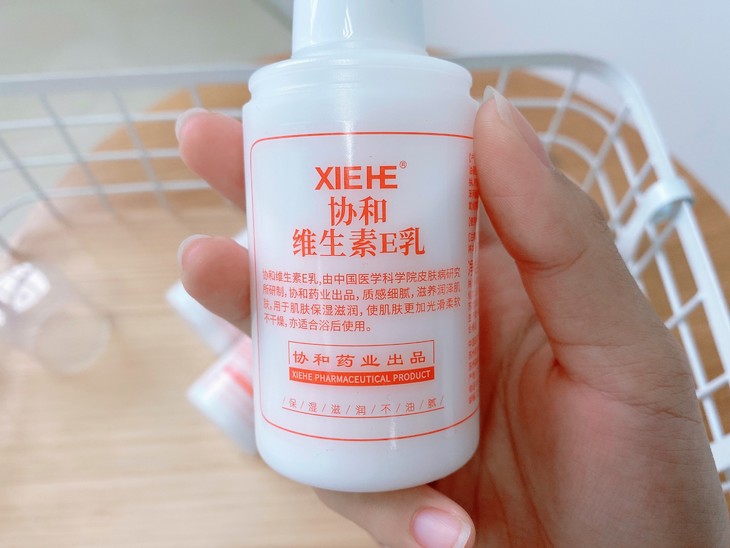 XIEHE®
协和
维生素E乳
协和维生素E乳,由中国医学科学院皮肤病研究
所研制,协和药业出品,质感细腻,滋养润泽肌
肤,用于肌肤保湿滋润,使肌肤更加光滑柔软
不干燥,亦适合浴后使用。
协和药业出品
XIEHE PHARMACEUTICAL PRODUCT
/保/湿/滋/润/不/油/腻/